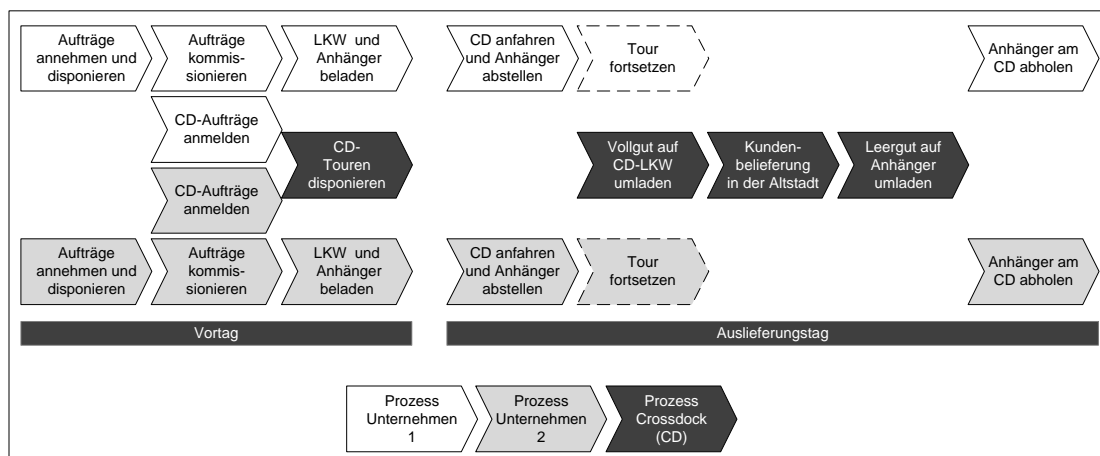 Aufträge
annehmen und
disponieren
Aufträge
kommis-
sionieren
LKW und
Anhänger
beladen
CD anfahren
und Anhänger
abstellen
Tour
fortsetzen
Anhänger am
CD abholen
CD-Aufträge
anmelden
CD-
Touren
disponieren
Vollgut auf
CD-LKW
umladen
Kunden-
belieferung
in der Altstadt
Leergut auf
Anhänger
umladen
CD-Aufträge
anmelden
Aufträge
annehmen und
disponieren
Aufträge
kommis-
sionieren
LKW und
Anhänger
beladen
CD anfahren
und Anhänger
abstellen
Tour
fortsetzen
Anhänger am
CD abholen
Vortag
Auslieferungstag
Prozess
Unternehmen
1
Prozess
Unternehmen
2
Prozess
Crossdock
(CD)